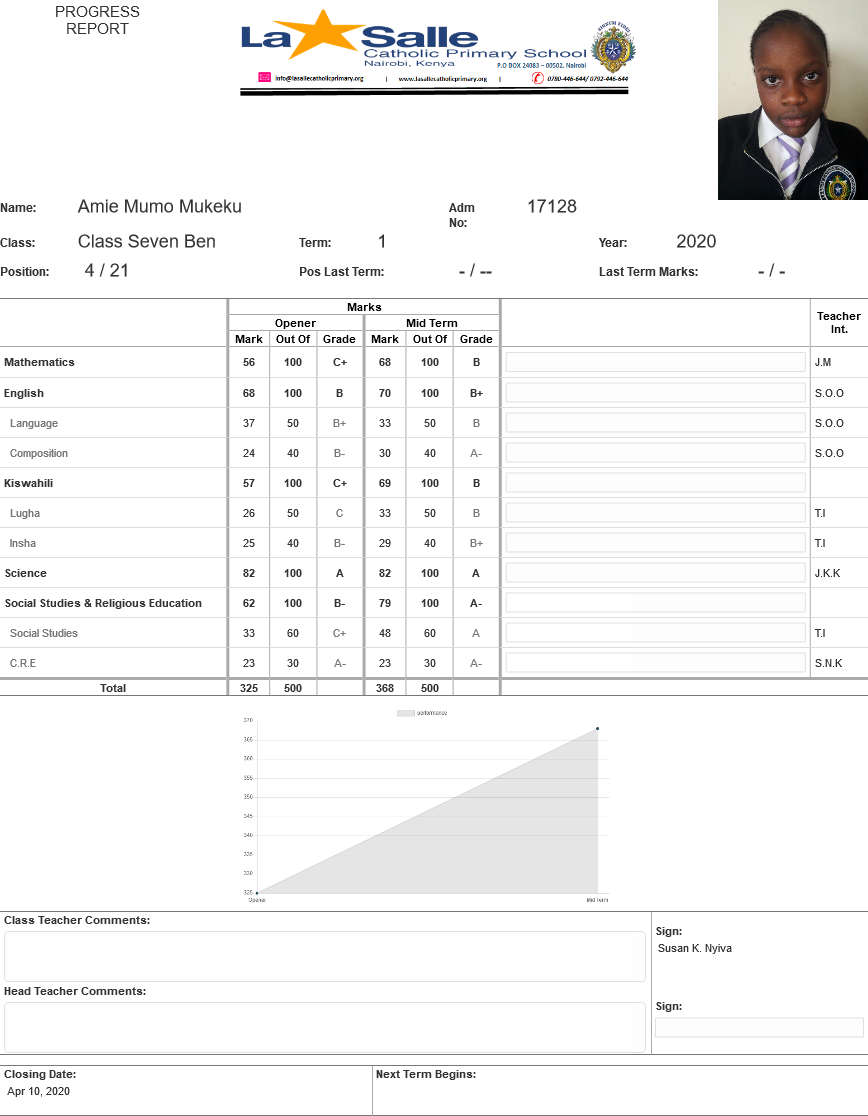 PROGRESS
REPORT
La Salle
Catholic Primary School
Nairobi, Kenya
P.O BOX 24083 – 00502, Nairobi
info@lasallecatholicprimary.org | www.lasallecatholicprimary.org | 0780-446-644/ 0792-446-644
Name: Amie Mumo Mukeku Adm No: 17128
Class: Class Seven Ben Term: 1 Year: 2020
Position: 4 / 21 Pos Last Term: - / -- Last Term Marks: - / -
Marks
Opener Mid Term Teacher Int.
Mark Out Of Grade Mark Out Of Grade
Mathematics 56 100 C+ 68 100 B J.M
English 68 100 B 70 100 B+ S.O.O
Language 37 50 B+ 33 50 B S.O.O
Composition 24 40 B- 30 40 A- S.O.O
Kiswahili 57 100 C+ 69 100 B
Lugha 26 50 C 33 50 B T.I
Insha 25 40 B- 29 40 B+ T.I
Science 82 100 A 82 100 A J.K.K
Social Studies & Religious Education 62 100 B- 79 100 A-
Social Studies 33 60 C+ 48 60 A T.I
C.R.E 23 30 A- 23 30 A- S.N.K
Total 325 500 368 500
performance
370
365
360
355
350
345
340
335
330
325
Opener Mid Term
Class Teacher Comments:
Sign:
Susan K. Nyiva
Head Teacher Comments:
Sign:
Closing Date: Next Term Begins:
Apr 10, 2020